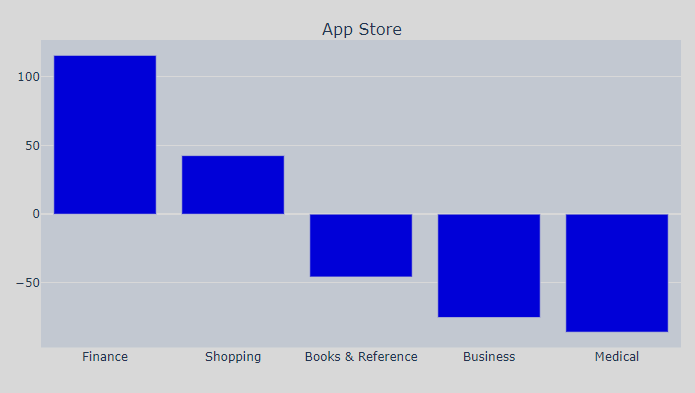 App Store
100
50
0
−50
Finance Shopping Books & Reference Business Medical